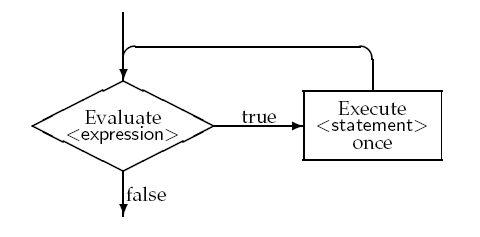 Evaluate
<expression>
true
Execute
<statement>
once
false